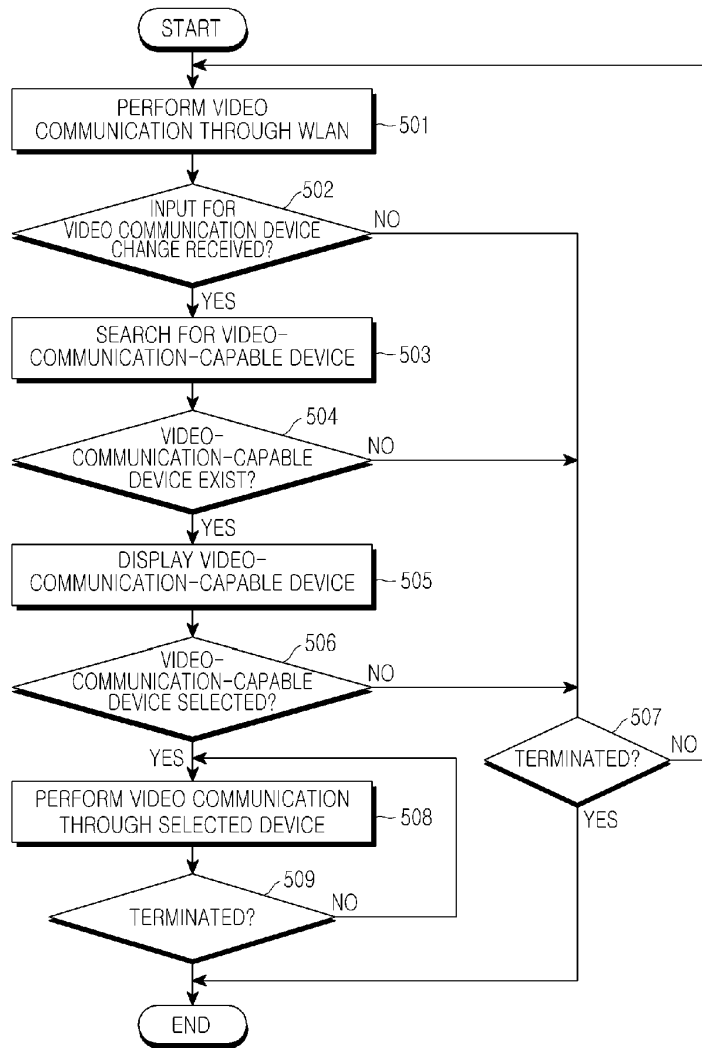 START
PERFORM VIDEO
COMMUNICATION THROUGH WLAN
501
502
INPUT FOR
VIDEO COMMUNICATION DEVICE
CHANGE RECEIVED?
NO
YES
SEARCH FOR VIDEO-
COMMUNICATION-CAPABLE DEVICE
503
504
VIDEO-
COMMUNICATION-CAPABLE
DEVICE EXIST?
NO
YES
DISPLAY VIDEO-
COMMUNICATION-CAPABLE DEVICE
505
506
VIDEO-
COMMUNICATION-CAPABLE
DEVICE SELECTED?
NO
YES
507
TERMINATED?
NO
YES
PERFORM VIDEO COMMUNICATION
THROUGH SELECTED DEVICE
508
509
TERMINATED?
NO
END